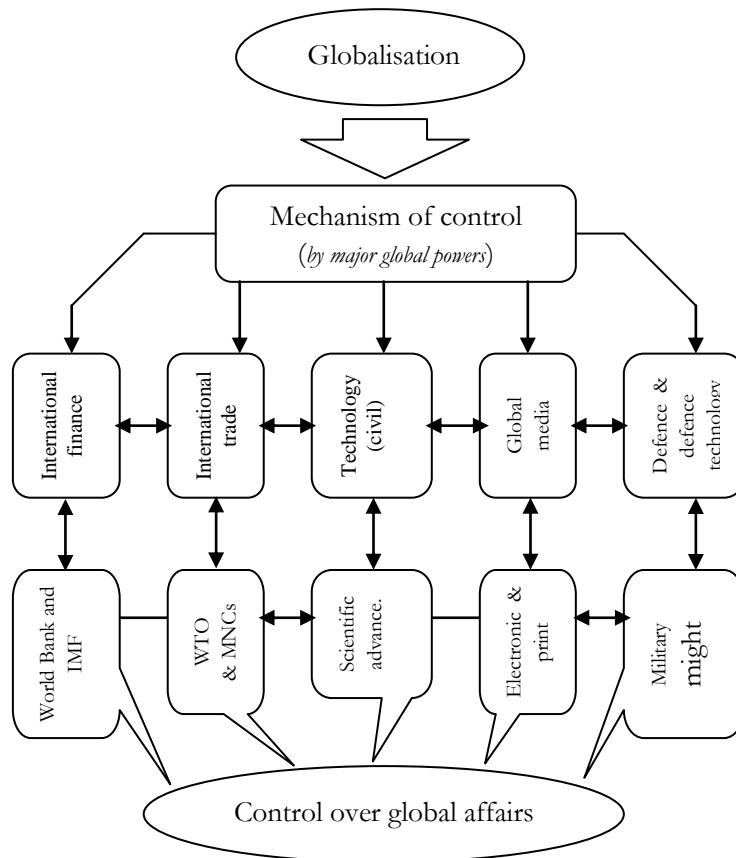 Globalisation
Mechanism of control
(by major global powers)
International
finance
International
trade
Technology
(civil)
Global
media
Defence &
defence
technology
World Bank and
IMF
WTO
& MNCs
Scientific
advance.
Electronic &
print
Military
might
Control over global affairs